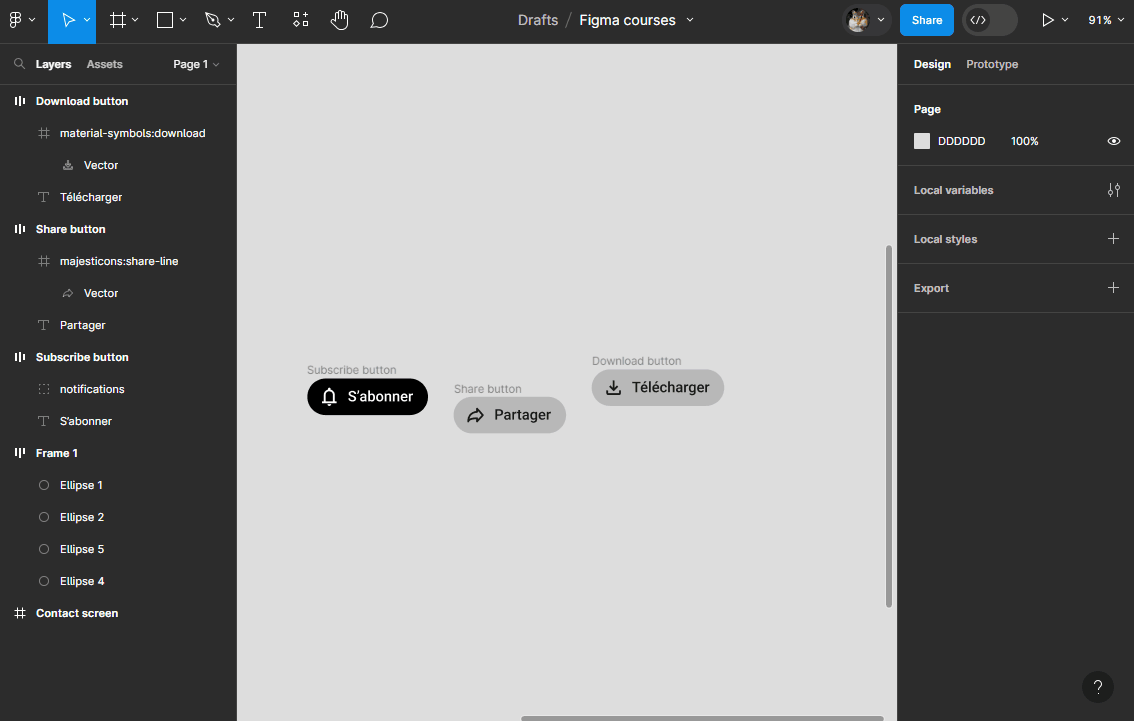 Drafts / Figma courses
Share
91%
Layers Assets Page 1
Download button
material-symbols:download
Vector
Télécharger
Share button
majesticons:share-line
Vector
Partager
Subscribe button
notifications
S'abonner
Frame 1
Ellipse 1
Ellipse 2
Ellipse 5
Ellipse 4
Contact screen
Subscribe button
S'abonner
Share button
Partager
Download button
Télécharger
Design Prototype
Page
DDDDDD 100%
Local variables
Local styles
Export
?